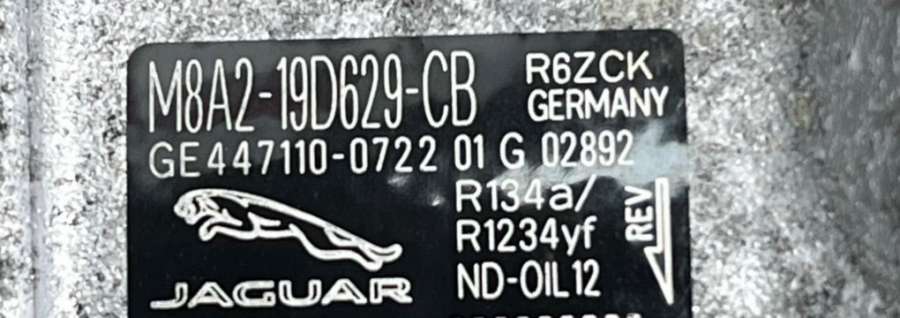 M8A2-19D629-CB
R6ZCK
GERMANY
GE447110-0722 01 G 02892
R134a/
R1234yf
ND-OIL12
REV
JAGUAR